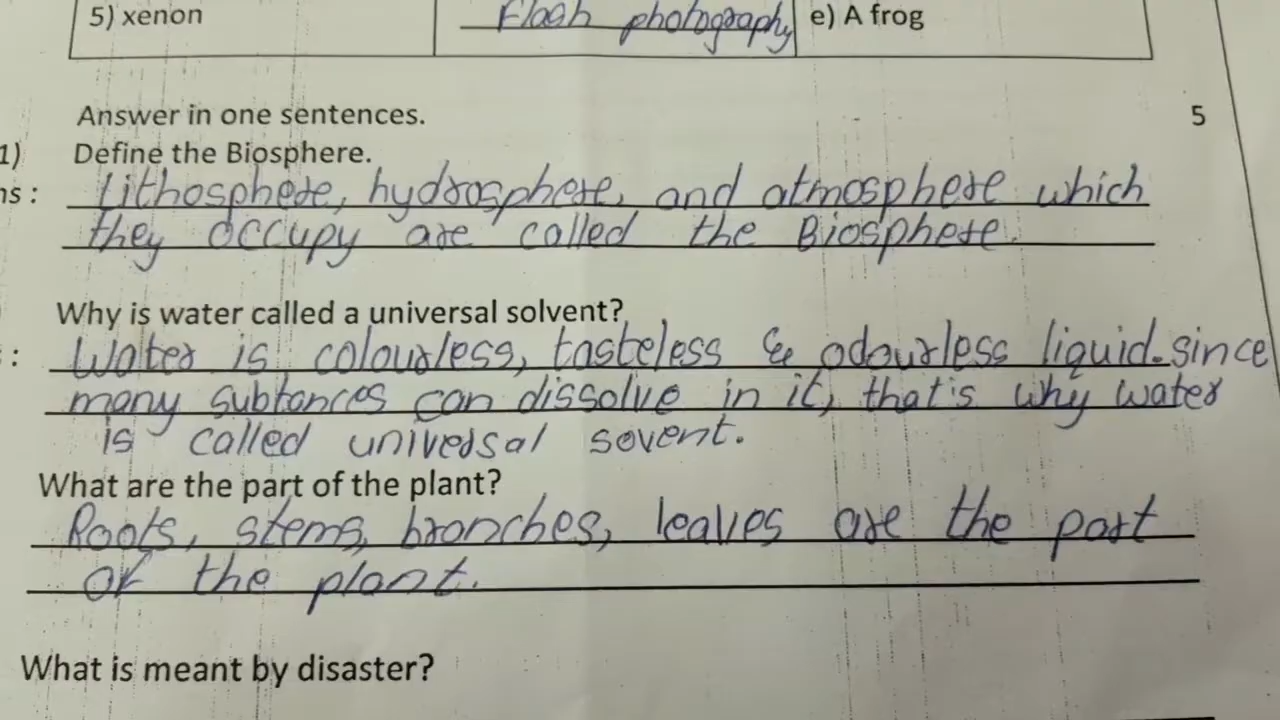 5) xenon Flash photography e) A frog
Answer in one sentences. 5
1) Define the Biosphere.
ns : Lithosphere, hydrosphere, and atmosphere which
they occupy are called the Biosphere.
Why is water called a universal solvent?
: Water is colourless, tasteless & odourless liquid. since
many subtances can dissolve in it, that's why water
is called universal sovent.
What are the part of the plant?
Roots, stems, branches, leaves are the part
of the plant.
What is meant by disaster?